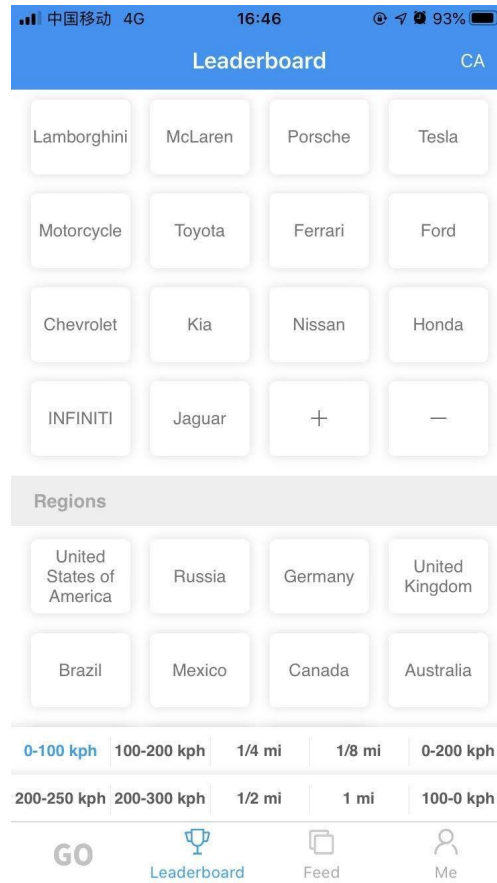 中国移动 4G 16:46 93%
Leaderboard CA
Lamborghini McLaren Porsche Tesla
Motorcycle Toyota Ferrari Ford
Chevrolet Kia Nissan Honda
INFINITI Jaguar + —
Regions
United
States of
America
Russia Germany
United
Kingdom
Brazil Mexico Canada Australia
0-100 kph 100-200 kph 1/4 mi 1/8 mi 0-200 kph
200-250 kph 200-300 kph 1/2 mi 1 mi 100-0 kph
GO Leaderboard Feed Me